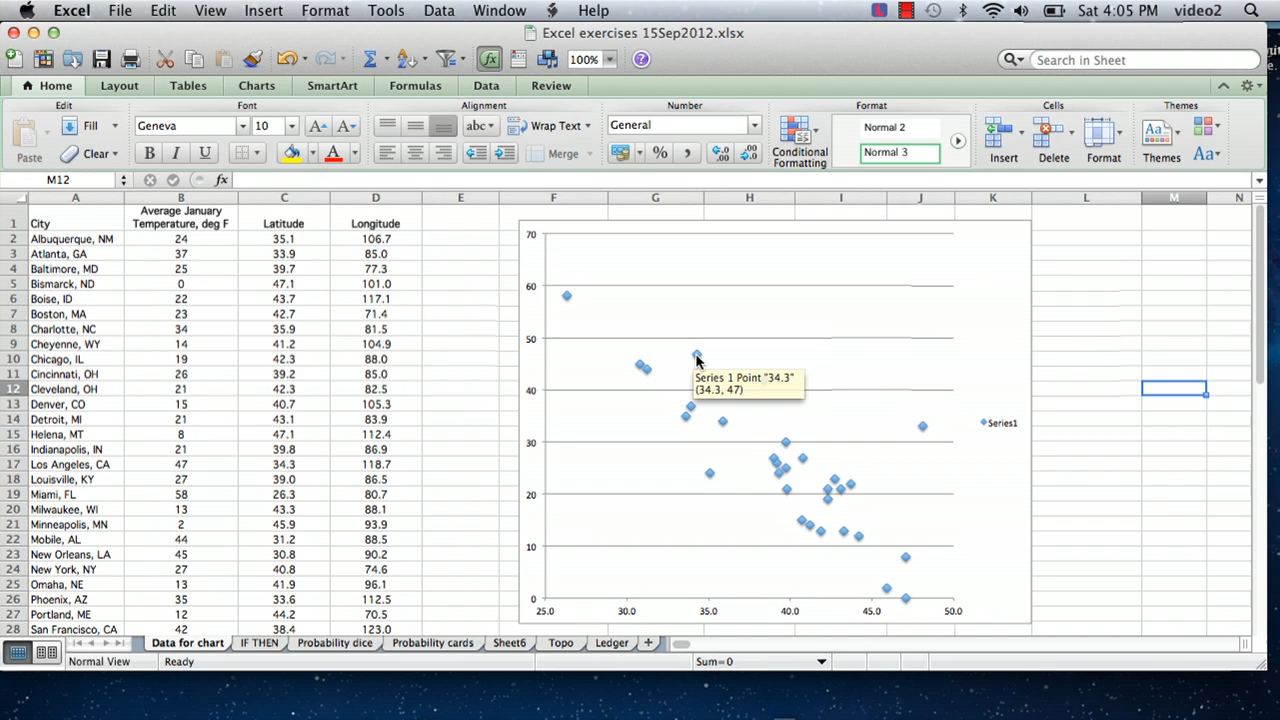 Excel File Edit View Insert Format Tools Data Window Help Sat 4:05 PM video2
Excel exercises 15Sep2012.xlsx
100% Search in Sheet
Home Layout Tables Charts SmartArt Formulas Data Review
Edit Font Alignment Number Format Cells Themes
Fill Geneva 10 abc Wrap Text General Normal 2
Paste Clear B I U A Merge % Conditional Formatting Normal 3 Insert Delete Format Themes Aa
M12 fx
A B C D E F G H I J K L M N
Average January
1 City Temperature, deg F Latitude Longitude
2 Albuquerque, NM 24 35.1 106.7
3 Atlanta, GA 37 33.9 85.0
4 Baltimore, MD 25 39.7 77.3
5 Bismarck, ND 0 47.1 101.0
6 Boise, ID 22 43.7 117.1
7 Boston, MA 23 42.7 71.4
8 Charlotte, NC 34 35.9 81.5
9 Cheyenne, WY 14 41.2 104.9
10 Chicago, IL 19 42.3 88.0
11 Cincinnati, OH 26 39.2 85.0
12 Cleveland, OH 21 42.3 82.5
13 Denver, CO 15 40.7 105.3
14 Detroit, MI 21 43.1 83.9
15 Helena, MT 8 47.1 112.4
16 Indianapolis, IN 21 39.8 86.9
17 Los Angeles, CA 47 34.3 118.7
18 Louisville, KY 27 39.0 86.5
19 Miami, FL 58 26.3 80.7
20 Milwaukee, WI 13 43.3 88.1
21 Minneapolis, MN 2 45.9 93.9
22 Mobile, AL 44 31.2 88.5
23 New Orleans, LA 45 30.8 90.2
24 New York, NY 27 40.8 74.6
25 Omaha, NE 13 41.9 96.1
26 Phoenix, AZ 35 33.6 112.5
27 Portland, ME 12 44.2 70.5
28 San Francisco, CA 42 38.4 123.0
70
60
50
40
30
20
10
0
25.0 30.0 35.0 40.0 45.0 50.0
Series 1 Point "34.3"
(34.3, 47)
Series1
Data for chart IF THEN Probability dice Probability cards Sheet6 Topo Ledger +
Normal View Ready Sum=0